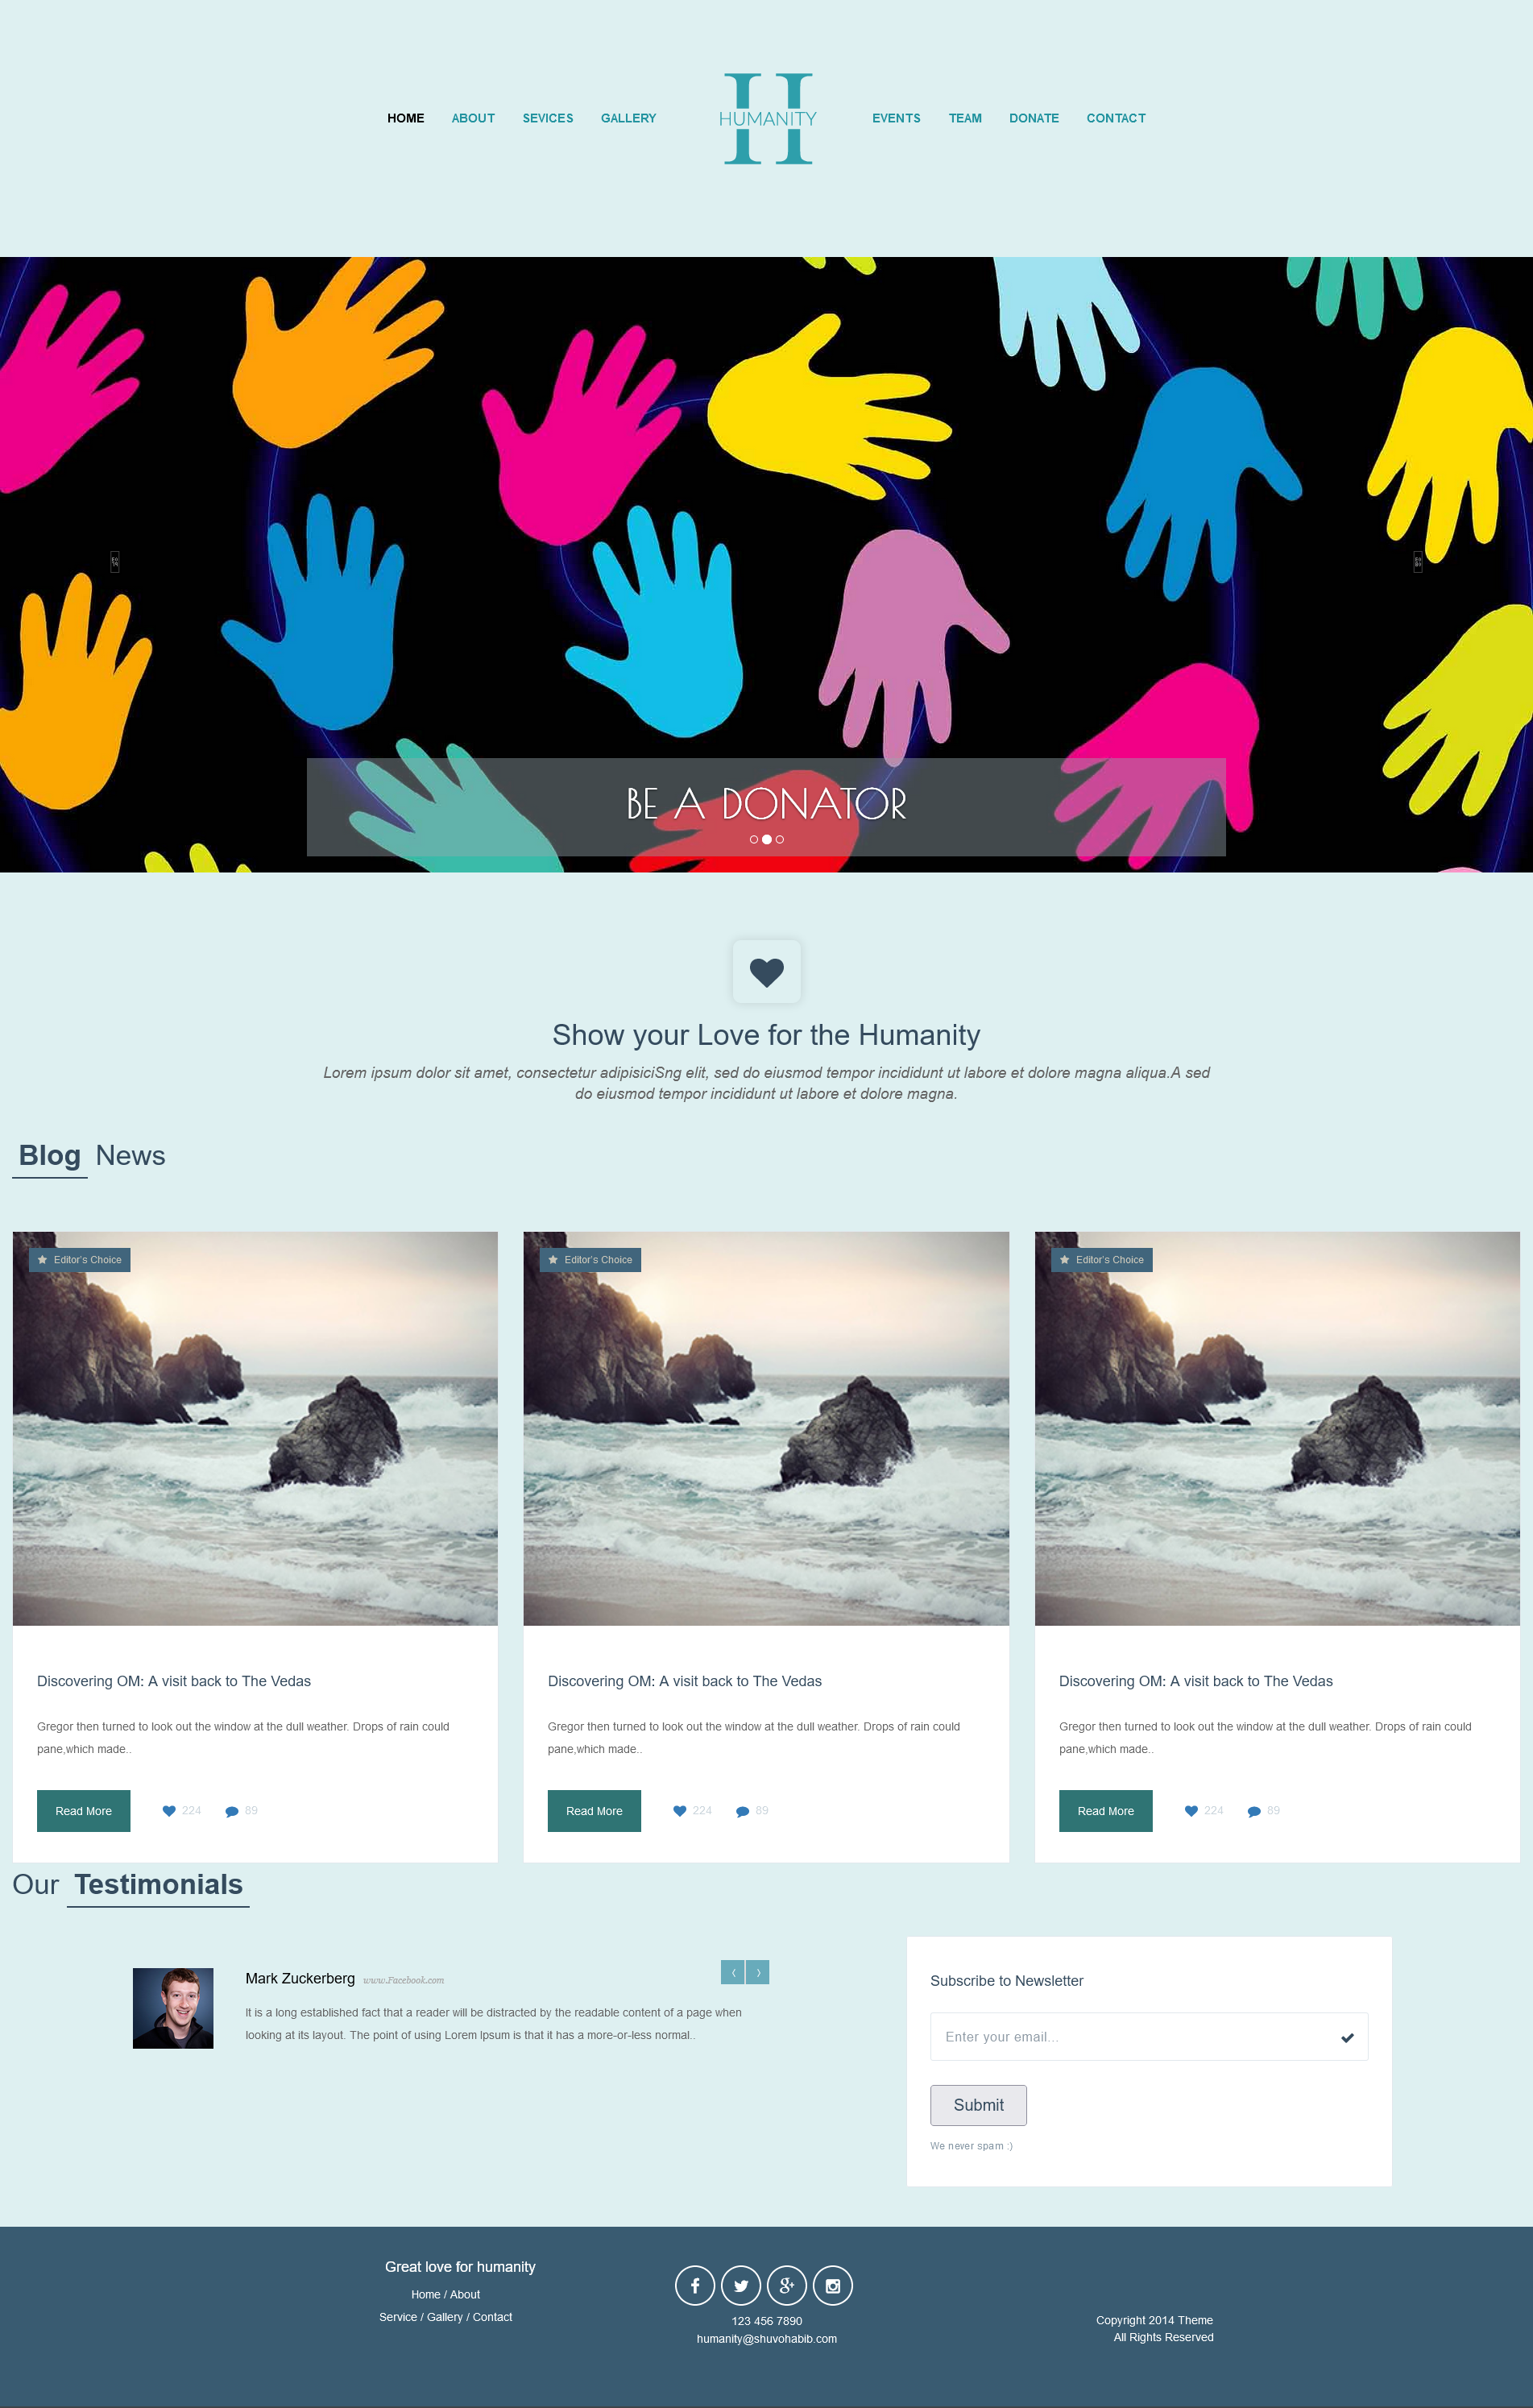 HOME ABOUT SEVICES GALLERY HUMANITY EVENTS TEAM DONATE CONTACT
BE A DONATOR
Show your Love for the Humanity
Lorem ipsum dolor sit amet, consectetur adipisiciSng elit, sed do eiusmod tempor incididunt ut labore et dolore magna aliqua.A sed
do eiusmod tempor incididunt ut labore et dolore magna.
Blog News
Editor's Choice
Discovering OM: A visit back to The Vedas
Gregor then turned to look out the window at the dull weather. Drops of rain could
pane,which made..
Read More 224 89
Editor's Choice
Discovering OM: A visit back to The Vedas
Gregor then turned to look out the window at the dull weather. Drops of rain could
pane,which made..
Read More 224 89
Editor's Choice
Discovering OM: A visit back to The Vedas
Gregor then turned to look out the window at the dull weather. Drops of rain could
pane,which made..
Read More 224 89
Our Testimonials
Mark Zuckerberg www.Facebook.com
It is a long established fact that a reader will be distracted by the readable content of a page when
looking at its layout. The point of using Lorem Ipsum is that it has a more-or-less normal..
Subscribe to Newsletter
Enter your email...
Submit
We never spam :)
Great love for humanity
Home / About
Service / Gallery / Contact
123 456 7890
humanity@shuvohabib.com
Copyright 2014 Theme
All Rights Reserved